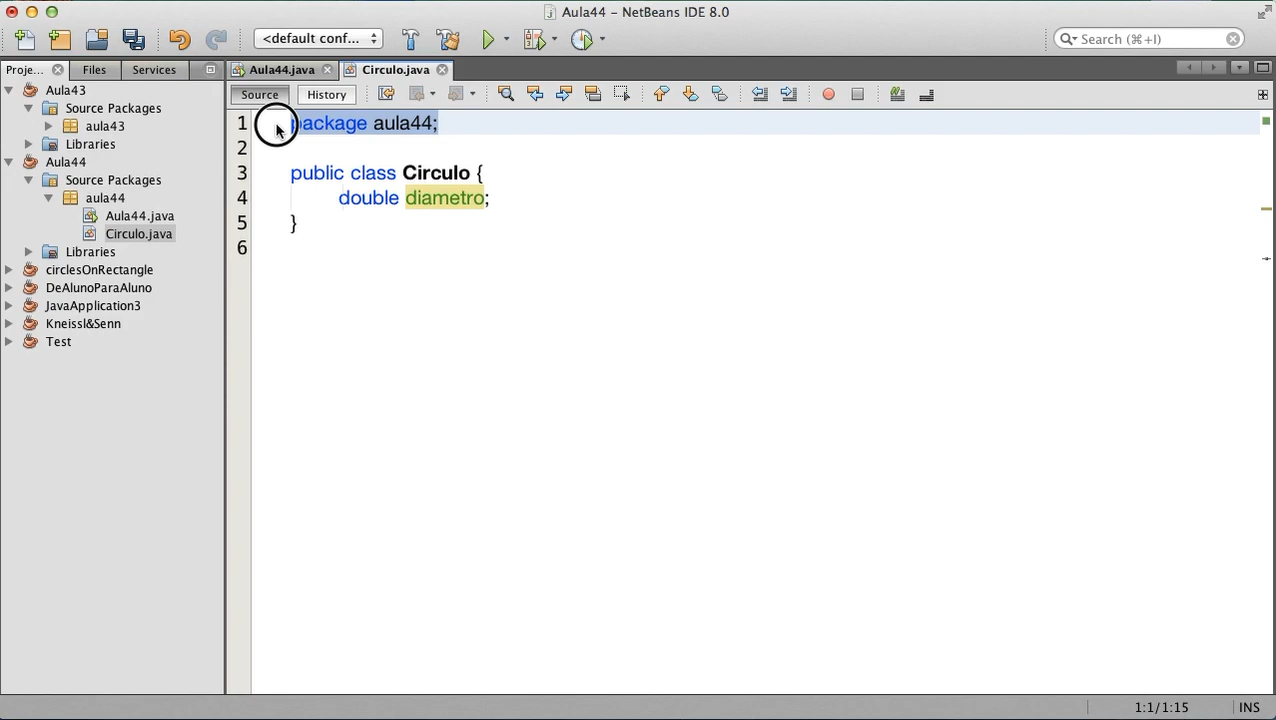 Aula44 – NetBeans IDE 8.0
<default conf...
Search (⌘+I)
Proje...
Files
Services
Aula44.java
Circulo.java
Source
History
Aula43
Source Packages
aula43
Libraries
Aula44
Source Packages
aula44
Aula44.java
Circulo.java
Libraries
circlesOnRectangle
DeAlunoParaAluno
JavaApplication3
Kneissl&Senn
Test
1 package aula44;
2
3 public class Circulo {
4 double diametro;
5 }
6
1:1/1:15
INS